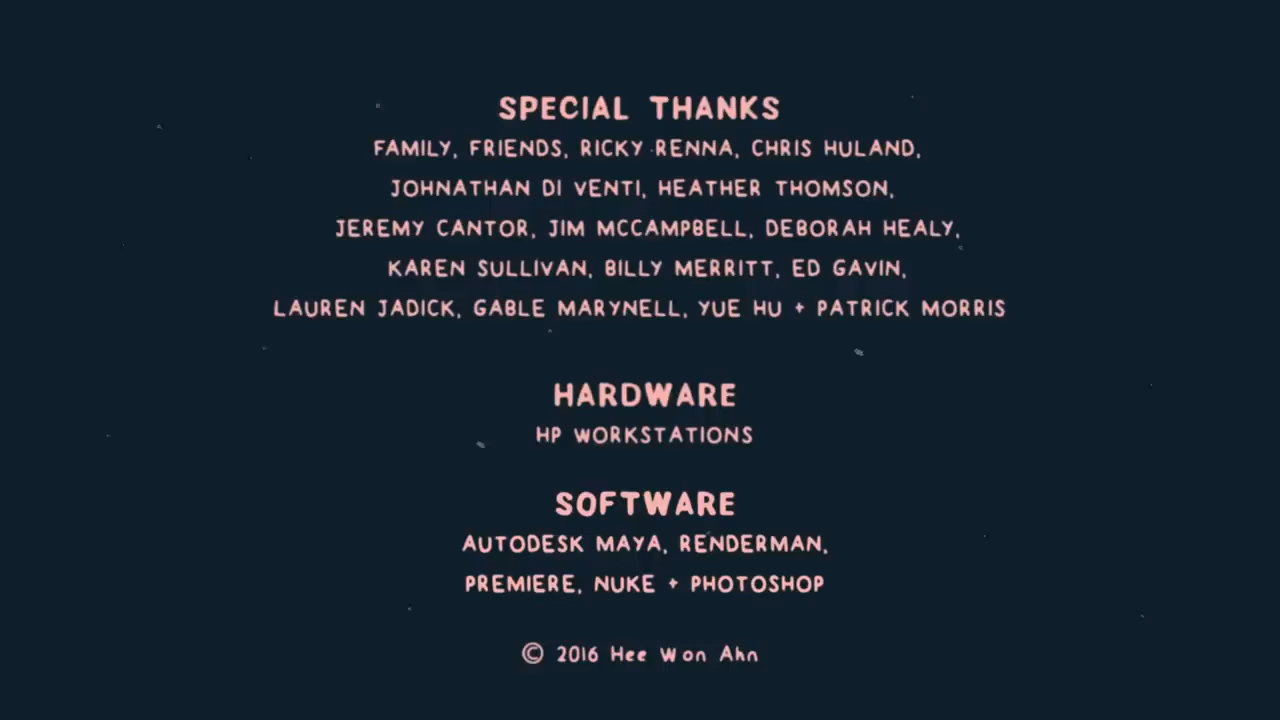 SPECIAL THANKS
FAMILY, FRIENDS, RICKY RENNA, CHRIS HULAND,
JOHNATHAN DI VENTI, HEATHER THOMSON,
JEREMY CANTOR, JIM MCCAMPBELL, DEBORAH HEALY,
KAREN SULLIVAN, BILLY MERRITT, ED GAVIN,
LAUREN JADICK, GABLE MARYNELL, YUE HU + PATRICK MORRIS
HARDWARE
HP WORKSTATIONS
SOFTWARE
AUTODESK MAYA, RENDERMAN,
PREMIERE, NUKE + PHOTOSHOP
© 2016 Hee Won Ahn